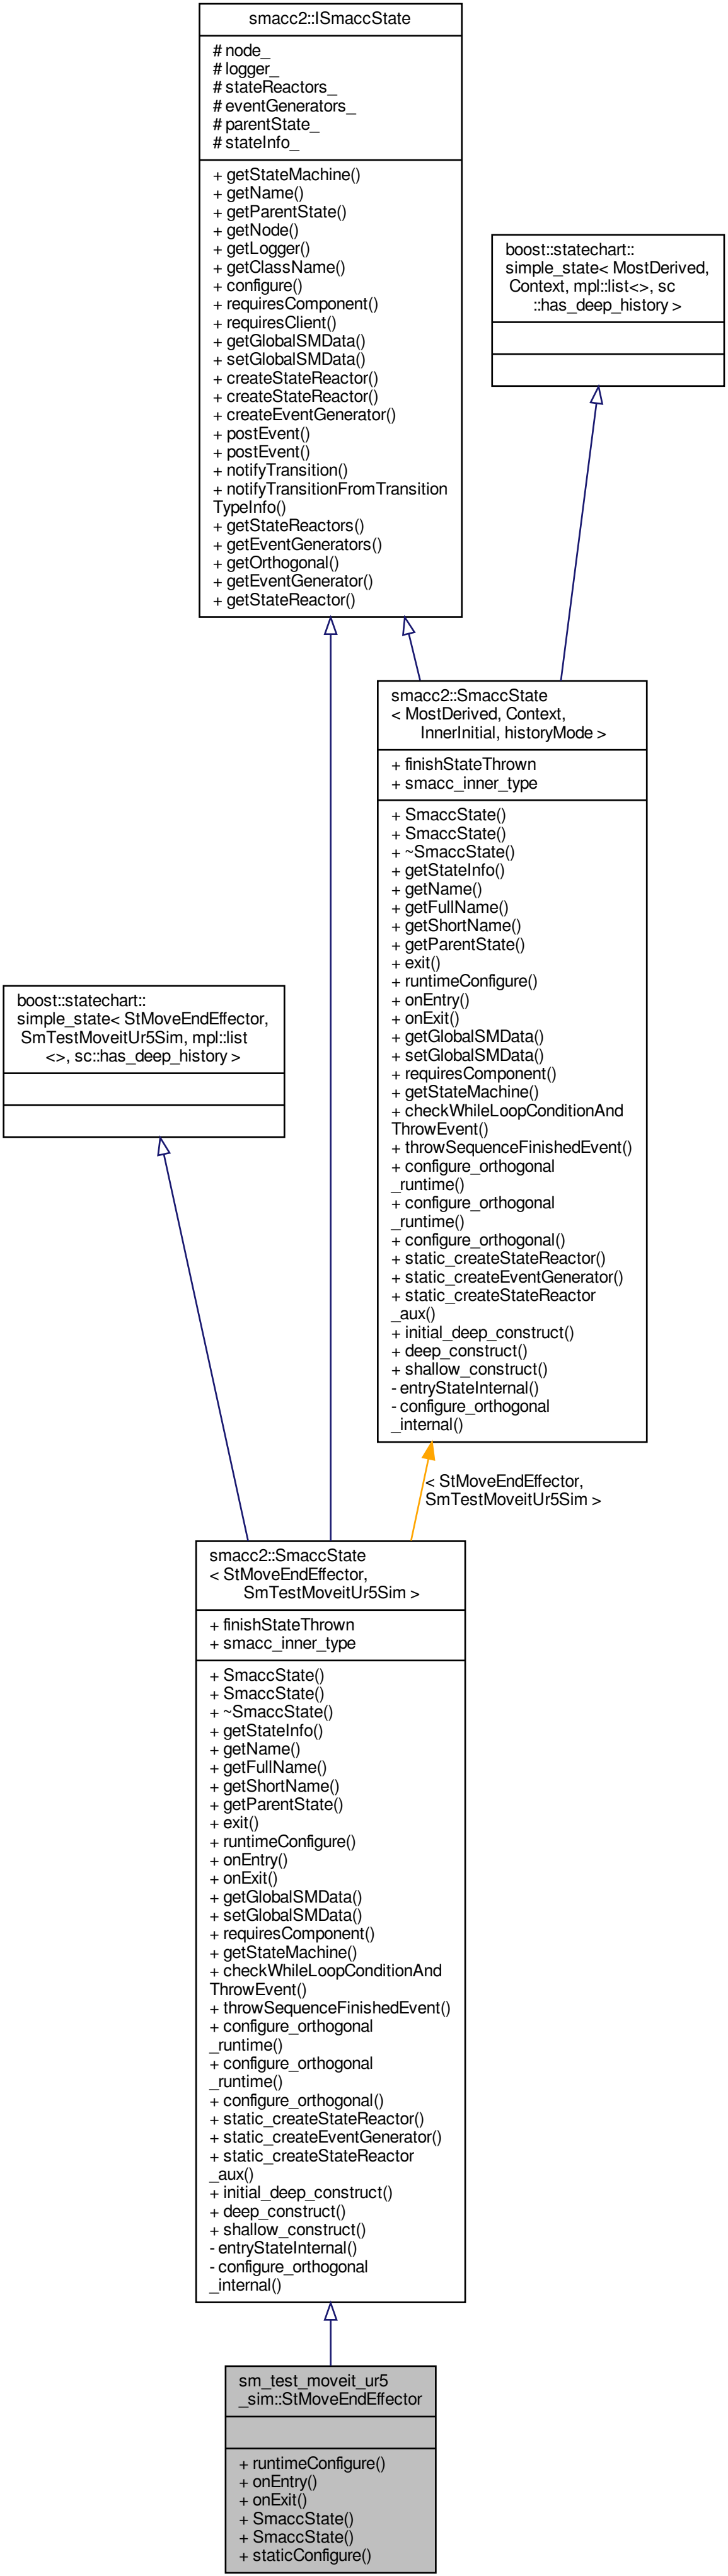 smacc2::ISmaccState
# node_
# logger_
# stateReactors_
# eventGenerators_
# parentState_
# stateInfo_
+ getStateMachine()
+ getName()
+ getParentState()
+ getNode()
+ getLogger()
+ getClassName()
+ configure()
+ requiresComponent()
+ requiresClient()
+ getGlobalSMData()
+ setGlobalSMData()
+ createStateReactor()
+ createStateReactor()
+ createEventGenerator()
+ postEvent()
+ postEvent()
+ notifyTransition()
+ notifyTransitionFromTransition
TypeInfo()
+ getStateReactors()
+ getEventGenerators()
+ getOrthogonal()
+ getEventGenerator()
+ getStateReactor()
boost::statechart::
simple_state< MostDerived,
Context, mpl::list<>, sc
::has_deep_history >
smacc2::SmaccState
< MostDerived, Context,
InnerInitial, historyMode >
+ finishStateThrown
+ smacc_inner_type
+ SmaccState()
+ SmaccState()
+ ~SmaccState()
+ getStateInfo()
+ getName()
+ getFullName()
+ getShortName()
+ getParentState()
+ exit()
+ runtimeConfigure()
+ onEntry()
+ onExit()
+ getGlobalSMData()
+ setGlobalSMData()
+ requiresComponent()
+ getStateMachine()
+ checkWhileLoopConditionAnd
ThrowEvent()
+ throwSequenceFinishedEvent()
+ configure_orthogonal
_runtime()
+ configure_orthogonal
_runtime()
+ configure_orthogonal()
+ static_createStateReactor()
+ static_createEventGenerator()
+ static_createStateReactor
_aux()
+ initial_deep_construct()
+ deep_construct()
+ shallow_construct()
- entryStateInternal()
- configure_orthogonal
_internal()
boost::statechart::
simple_state< StMoveEndEffector,
SmTestMoveitUr5Sim, mpl::list
<>, sc::has_deep_history >
< StMoveEndEffector,
SmTestMoveitUr5Sim >
smacc2::SmaccState
< StMoveEndEffector,
SmTestMoveitUr5Sim >
+ finishStateThrown
+ smacc_inner_type
+ SmaccState()
+ SmaccState()
+ ~SmaccState()
+ getStateInfo()
+ getName()
+ getFullName()
+ getShortName()
+ getParentState()
+ exit()
+ runtimeConfigure()
+ onEntry()
+ onExit()
+ getGlobalSMData()
+ setGlobalSMData()
+ requiresComponent()
+ getStateMachine()
+ checkWhileLoopConditionAnd
ThrowEvent()
+ throwSequenceFinishedEvent()
+ configure_orthogonal
_runtime()
+ configure_orthogonal
_runtime()
+ configure_orthogonal()
+ static_createStateReactor()
+ static_createEventGenerator()
+ static_createStateReactor
_aux()
+ initial_deep_construct()
+ deep_construct()
+ shallow_construct()
- entryStateInternal()
- configure_orthogonal
_internal()
sm_test_moveit_ur5
_sim::StMoveEndEffector
+ runtimeConfigure()
+ onEntry()
+ onExit()
+ SmaccState()
+ SmaccState()
+ staticConfigure()